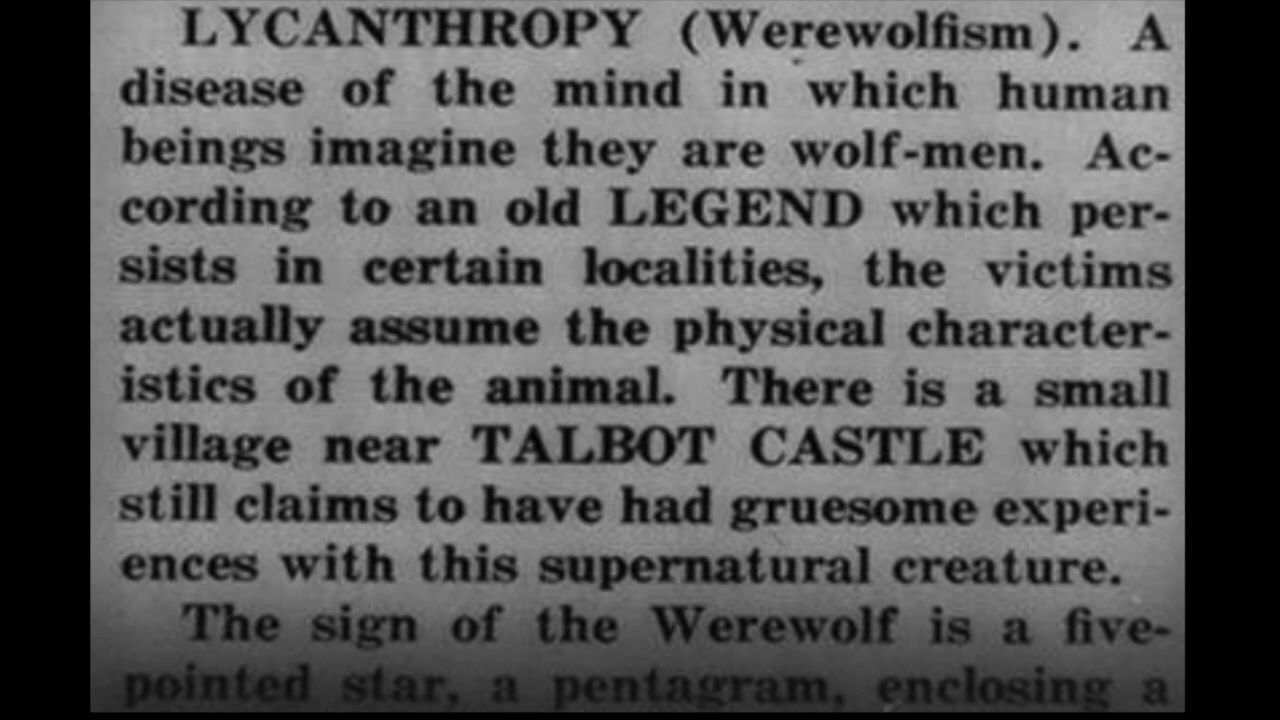 LYCANTHROPY (Werewolfism). A
disease of the mind in which human
beings imagine they are wolf-men. Ac-
cording to an old LEGEND which per-
sists in certain localities, the victims
actually assume the physical character-
istics of the animal. There is a small
village near TALBOT CASTLE which
still claims to have had gruesome experi-
ences with this supernatural creature.
The sign of the Werewolf is a five-
pointed star, a pentagram, enclosing a